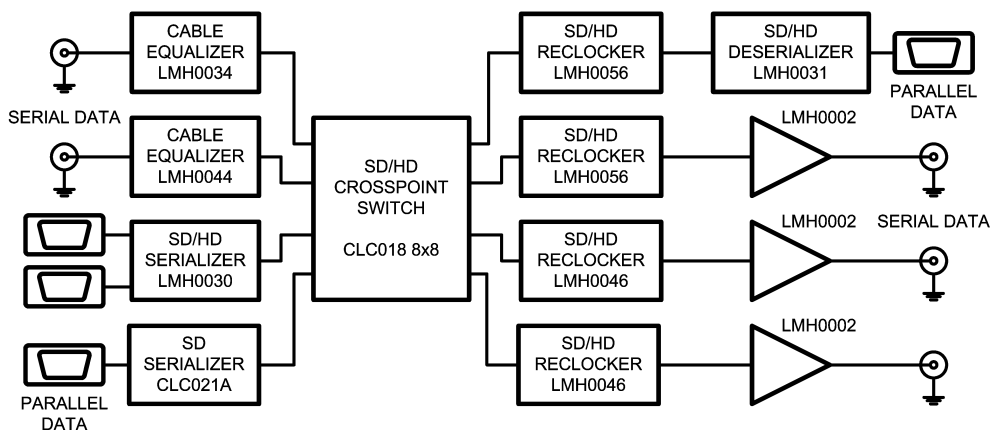 CABLE
EQUALIZER
LMH0034
SERIAL DATA
CABLE
EQUALIZER
LMH0044
SD/HD
SERIALIZER
LMH0030
SD
SERIALIZER
CLC021A
PARALLEL
DATA
SD/HD
CROSSPOINT
SWITCH
CLC018 8x8
SD/HD
RECLOCKER
LMH0056
SD/HD
DESERIALIZER
LMH0031
PARALLEL
DATA
SD/HD
RECLOCKER
LMH0056
LMH0002
SD/HD
RECLOCKER
LMH0046
LMH0002
SERIAL DATA
SD/HD
RECLOCKER
LMH0046
LMH0002